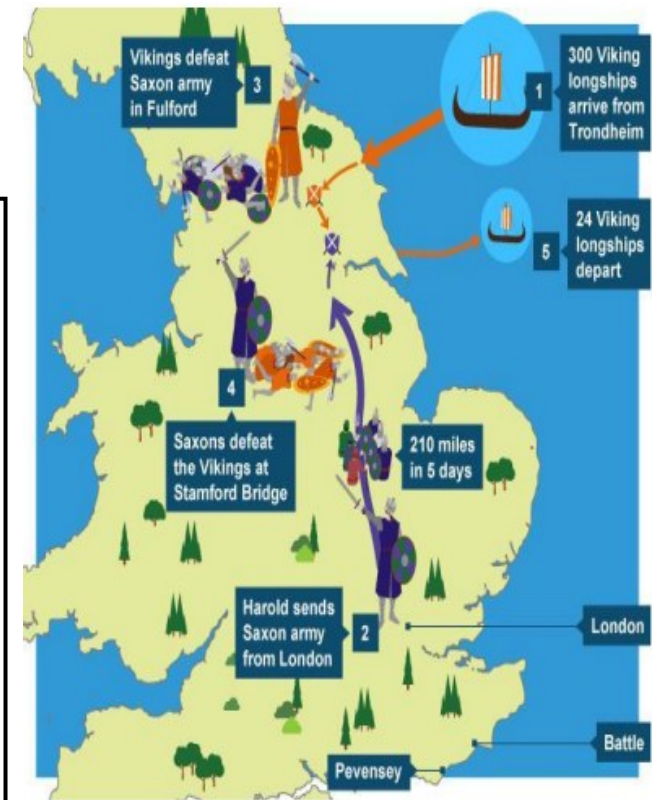 Vikings defeat
Saxon army
in Fulford
3
1
300 Viking
longships
arrive from
Trondheim
5
24 Viking
longships
depart
4
Saxons defeat
the Vikings at
Stamford Bridge
210 miles
in 5 days
Harold sends
Saxon army
from London
2
London
Battle
Pevensey